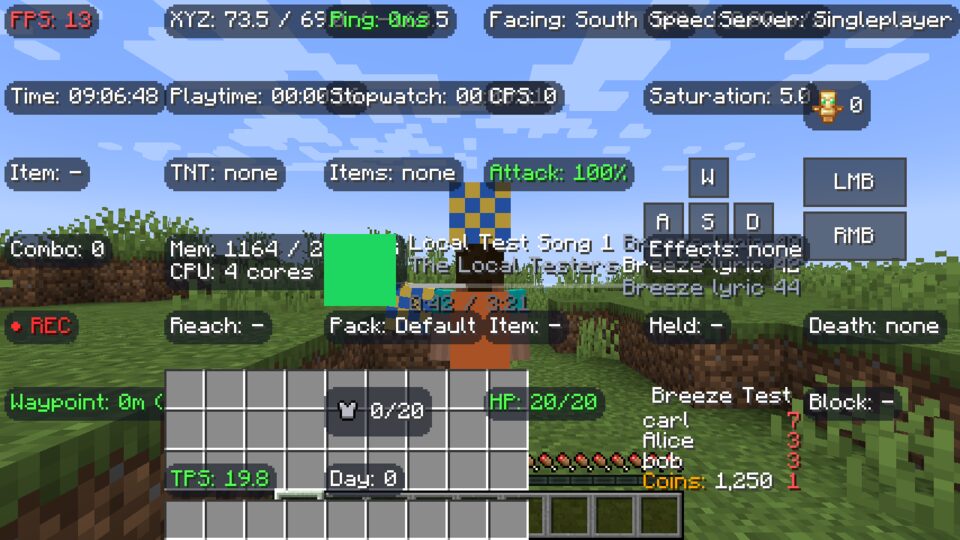 FPS: 13
XYZ: 73.5 / 69
Ping: 0ms 5
Facing: South
Speed
Server: Singleplayer
Time: 09:06:48
Playtime: 00:00
Stopwatch: 00
CPS: 0
Saturation: 5.0
0
Item: -
TNT: none
Items: none
Attack: 100%
W
LMB
A S D
RMB
Combo: 0
Mem: 1164 / 2
CPU: 4 cores
Local Test Song 1
The Local Testers
0:42 / 3:21
Effects: none
Breeze lyric
Breeze lyric 44
REC
Reach: -
Pack: Default
Item: -
Held: -
Death: none
Waypoint: 0m (
0/20
HP: 20/20
Breeze Test
Block: -
carl 7
Alice 3
bob 3
Coins: 1,250 1
TPS: 19.8
Day: 0